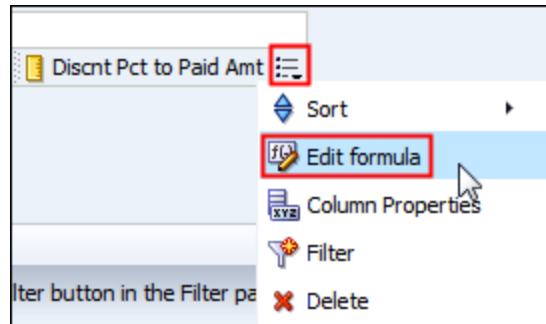 Discnt Pct to Paid Amt
Sort
Edit formula
Column Properties
Filter
lter button in the Filter pa
Delete